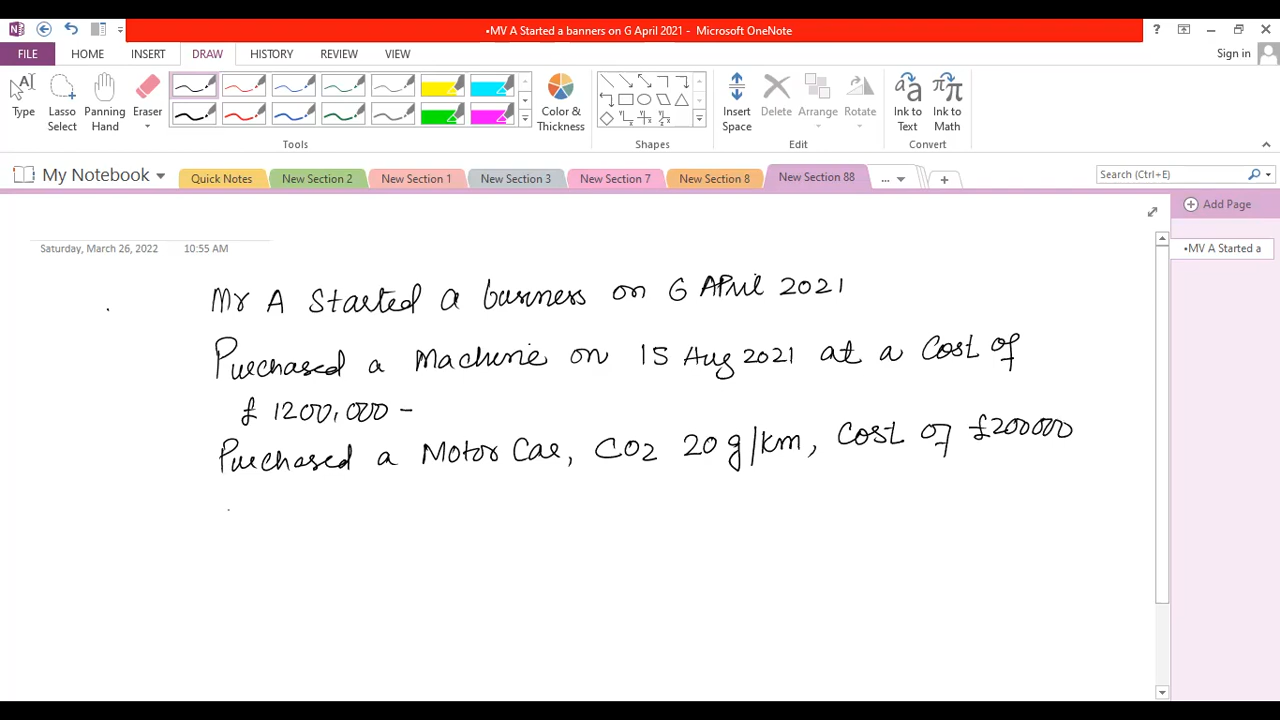 •MV A Started a banners on G April 2021 - Microsoft OneNote
FILE HOME INSERT DRAW HISTORY REVIEW VIEW Sign in
Type Lasso Select Panning Hand Eraser Color & Thickness Insert Space Delete Arrange Rotate Ink to Text Ink to Math
Tools Shapes Edit Convert
My Notebook Quick Notes New Section 2 New Section 1 New Section 3 New Section 7 New Section 8 New Section 88 ... Search (Ctrl+E)
Add Page
•MV A Started a
Saturday, March 26, 2022 10:55 AM
Mr A Started a business on 6 April 2021
Purchased a Machine on 15 Aug 2021 at a Cost of
£ 1200,000 -
Purchased a Motor Car, CO2 20 g/km, Cost of £200000